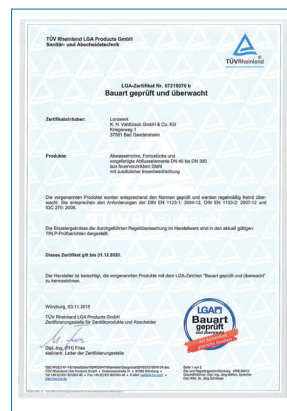 TÜV Rheinland LGA Products GmbH
Sanitär- und Abscheidetechnik
TÜVRheinland
LGA-Zertifikat Nr. 57215070 b
Bauart geprüft und überwacht
Zertifikatsinhaber:
Lorowerk
K. H. Vahlbrauk GmbH & Co. KG
Kriegerweg 1
37581 Bad Gandersheim
Produkte:
Abwasserrohre, Formstücke und
vorgefertigte Abflusselemente DN 40 bis DN 300
aus feuerverzinktem Stahl
mit zusätzlicher Innenbeschichtung
Die vorgenannten Produkte wurden entsprechend den Normen geprüft und werden regelmäßig fremd über-
wacht. Sie entsprechen den Anforderungen der DIN EN 1123-1: 2004-12, DIN EN 1123-2: 2007-12 und
IGC 270: 2008.
Die Einzelergebnisse der durchgeführten Regelüberwachung im Herstellwerk sind in den aktuell gültigen
TRLP-Prüfberichten dargestellt.
Dieses Zertifikat gilt bis 31.12.2020.
Der Hersteller ist berechtigt, die vorgenannten Produkte mit dem LGA-Zeichen "Bauart geprüft und überwacht"
zu kennzeichnen.
Würzburg, 03.11.2015
TÜV Rheinland LGA Products GmbH
Zertifizierungsstelle für Sanitärprodukte und Abscheider
LGA
Bauart
geprüft
und
überwacht
Dipl.-Ing. (FH) Fries
stellvertr. Leiter der Zertifizierungsstelle
Seite 1 von 2